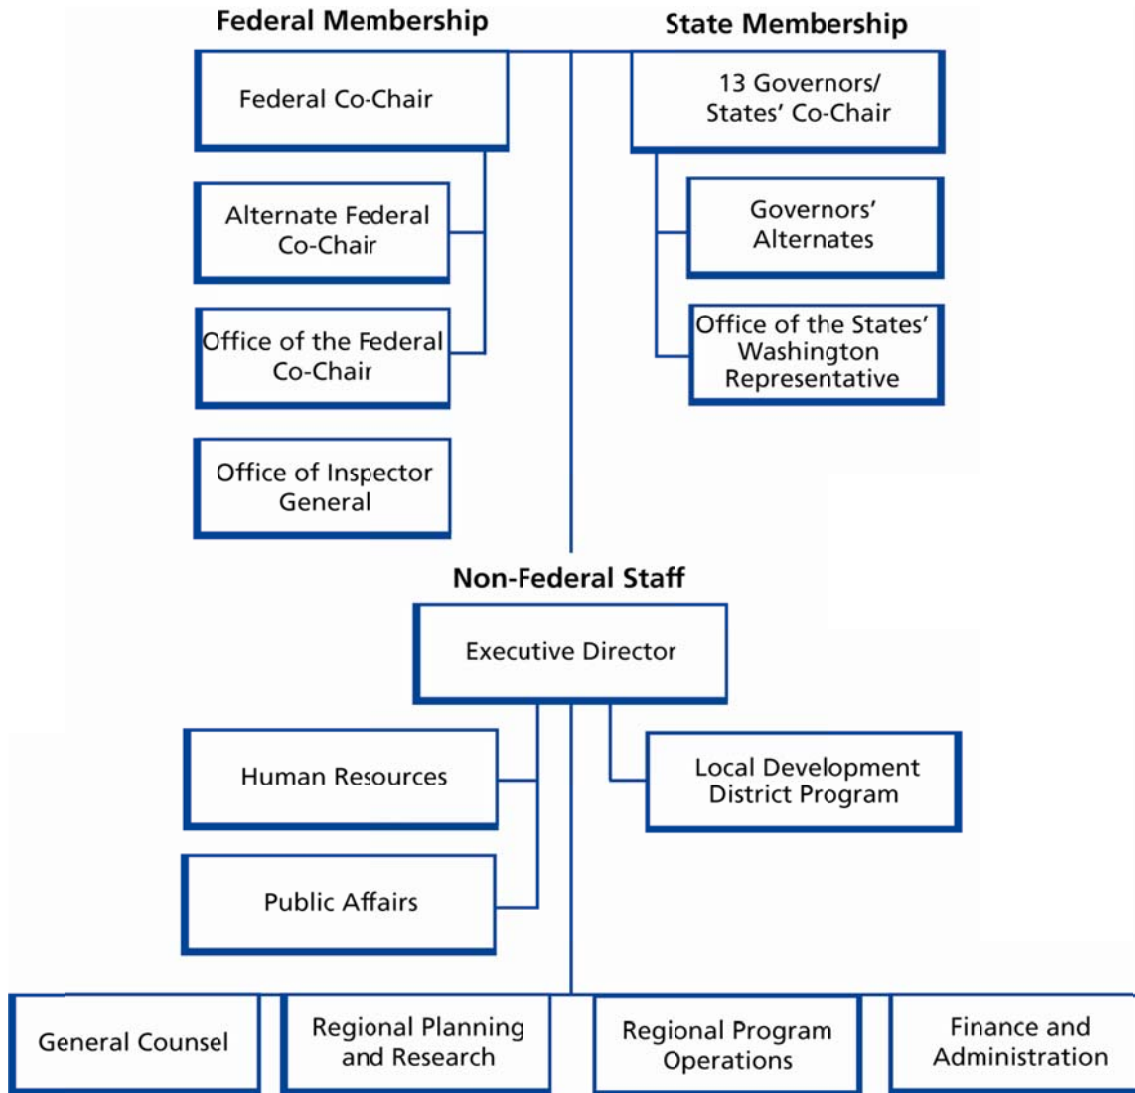 Federal Membership
State Membership
Federal Co-Chair
13 Governors/
States’ Co-Chair
Alternate Federal
Co-Chair
Governors’
Alternates
Office of the Federal
Co-Chair
Office of the States’
Washington
Representative
Office of Inspector
General
Non-Federal Staff
Executive Director
Human Resources
Local Development
District Program
Public Affairs
General Counsel
Regional Planning
and Research
Regional Program
Operations
Finance and
Administration